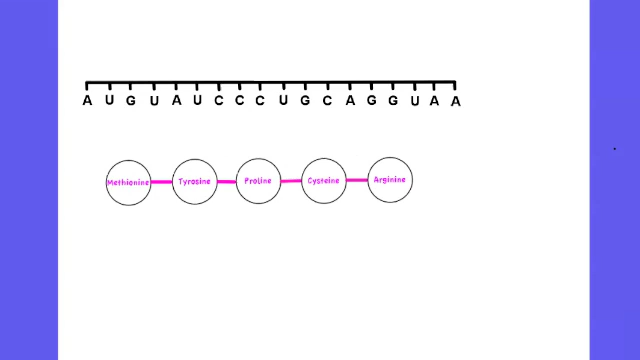 A U G U A U C C C U G C A G G U A A
Methionine Tyrosine Proline Cysteine Arginine